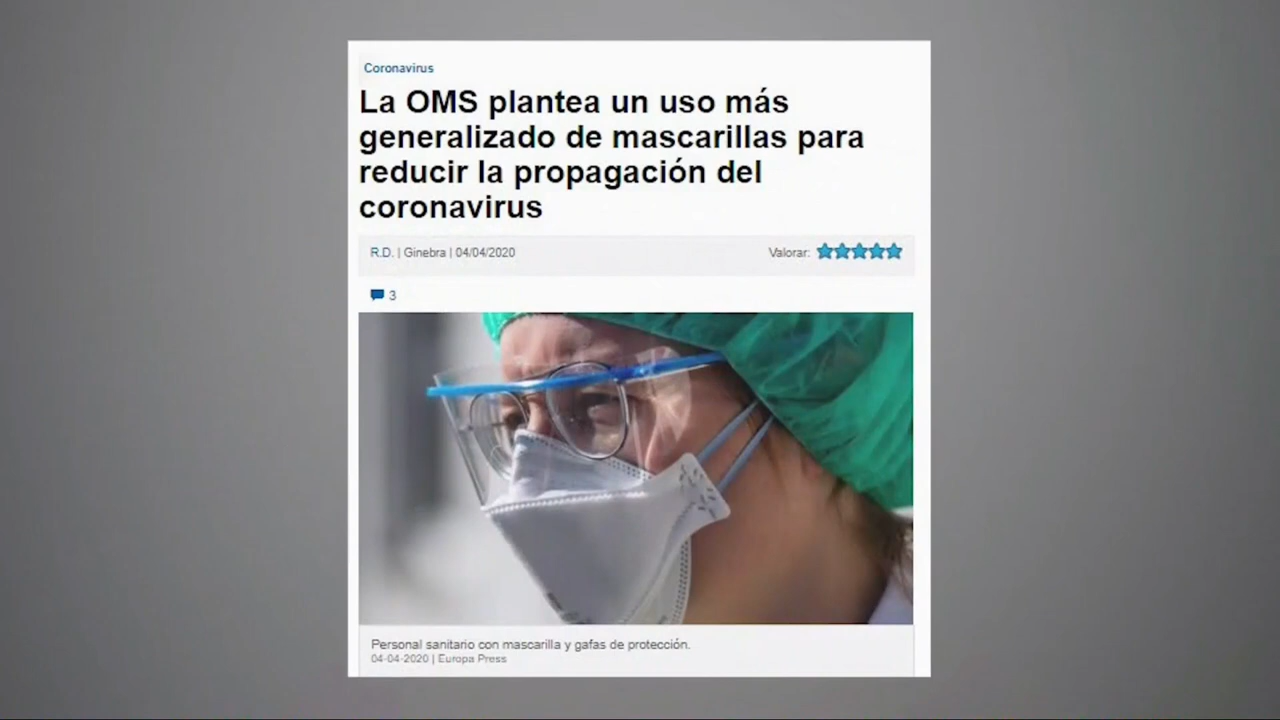 Coronavirus
La OMS plantea un uso más
generalizado de mascarillas para
reducir la propagación del
coronavirus
R.D. | Ginebra | 04/04/2020
Valorar:
3
Personal sanitario con mascarilla y gafas de protección.
04-04-2020 | Europa Press